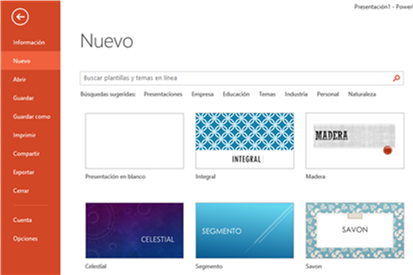 Presentación1 - PowerP
Información
Nuevo
Abrir
Guardar
Guardar como
Imprimir
Compartir
Exportar
Cerrar
Cuenta
Opciones
Nuevo
Buscar plantillas y temas en línea
Búsquedas sugeridas: Presentaciones Empresa Educación Temas Industria Personal Naturaleza
INTEGRAL
MADERA
Presentación en blanco Integral Madera
CELESTIAL
SEGMENTO
SAVON
Celestial Segmento Savon